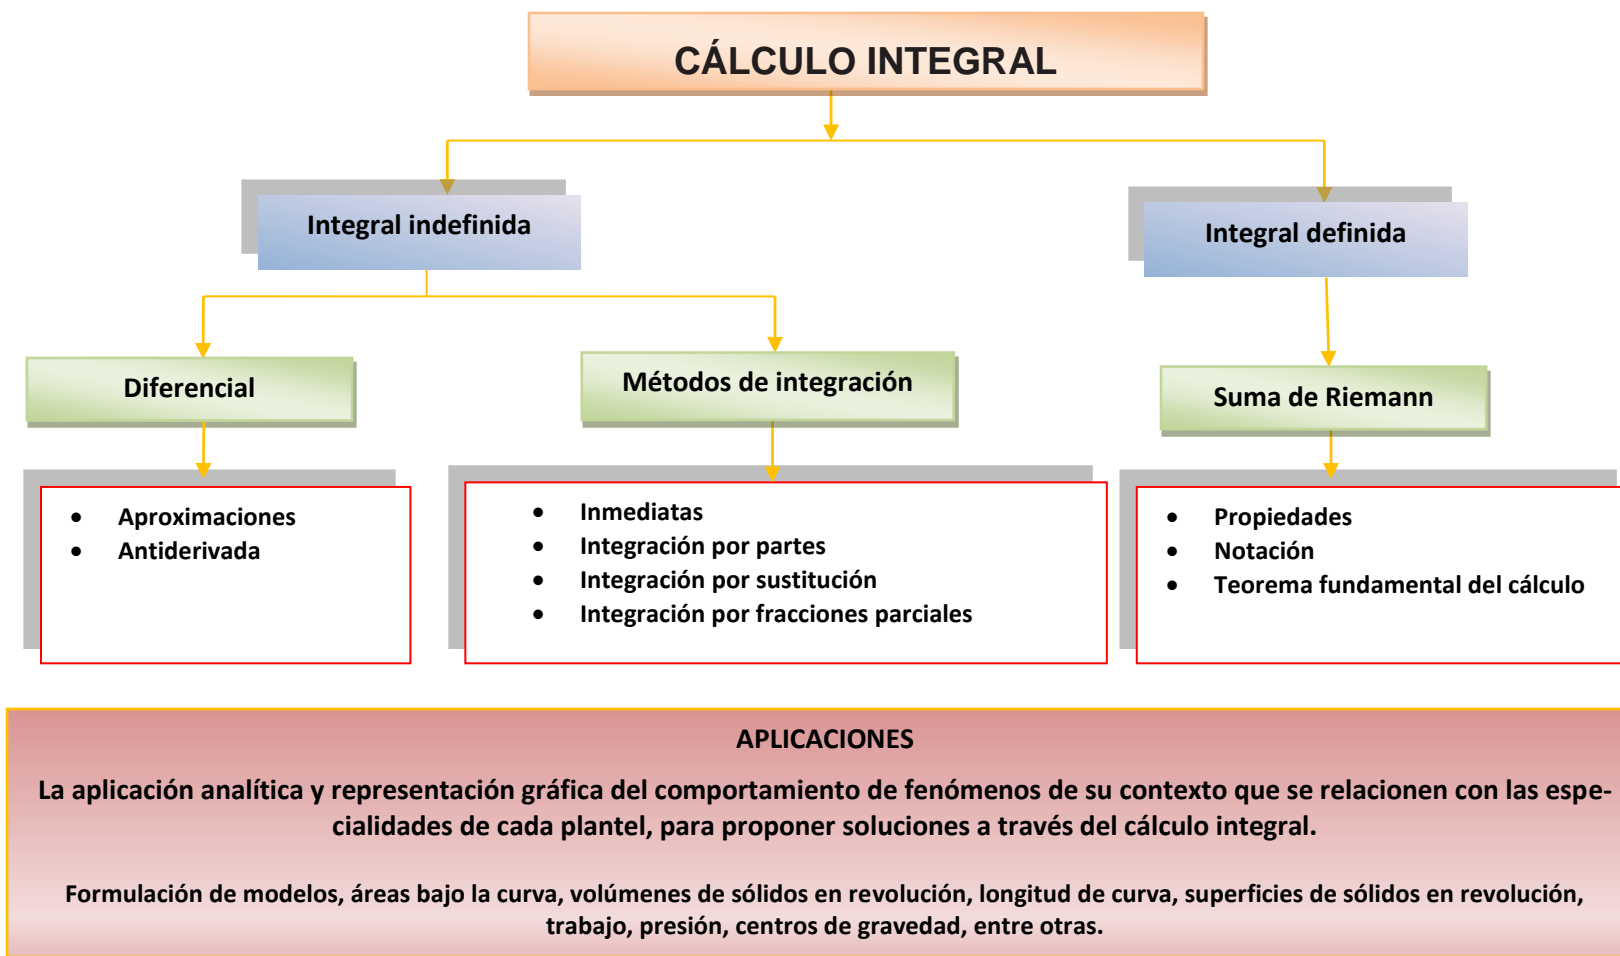 CÁLCULO INTEGRAL
Integral indefinida
Integral definida
Diferencial
Métodos de integración
Suma de Riemann
• Aproximaciones
• Antiderivada
• Inmediatas
• Integración por partes
• Integración por sustitución
• Integración por fracciones parciales
• Propiedades
• Notación
• Teorema fundamental del cálculo
APLICACIONES
La aplicación analítica y representación gráfica del comportamiento de fenómenos de su contexto que se relacionen con las espe-
cialidades de cada plantel, para proponer soluciones a través del cálculo integral.
Formulación de modelos, áreas bajo la curva, volúmenes de sólidos en revolución, longitud de curva, superficies de sólidos en revolución,
trabajo, presión, centros de gravedad, entre otras.